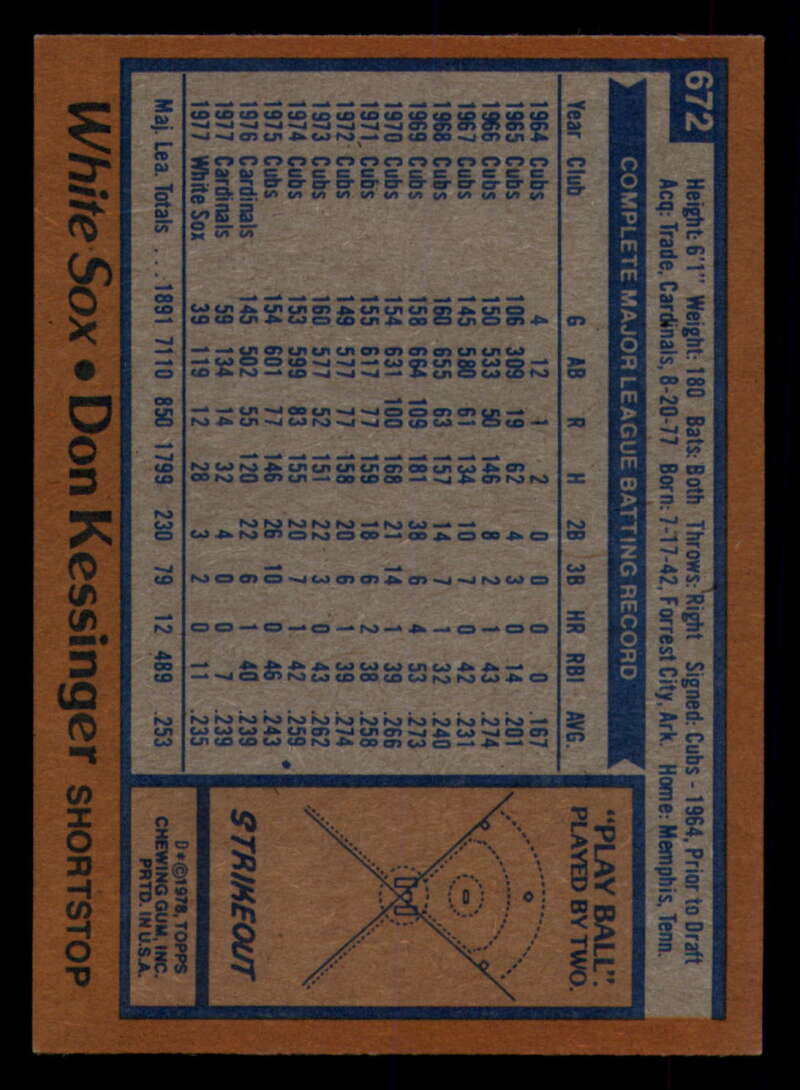 672
Height: 6'1" Weight: 180 Bats: Both Throws: Right Signed: Cubs - 1964, Prior to Draft
Acq: Trade, Cardinals, 8-20-77 Born: 7-17-42, Forrest City, Ark. Home: Memphis, Tenn.
COMPLETE MAJOR LEAGUE BATTING RECORD
Year Club G AB R H 2B 3B HR RBI AVG.
1964 Cubs 4 12 1 2 0 0 0 0 .167
1965 Cubs 106 309 19 62 4 3 0 14 .201
1966 Cubs 150 533 50 146 8 2 1 43 .274
1967 Cubs 145 580 61 134 10 7 0 42 .231
1968 Cubs 160 655 63 157 14 7 1 32 .240
1969 Cubs 158 664 109 181 38 6 4 53 .273
1970 Cubs 154 631 100 168 21 14 1 39 .266
1971 Cubs 155 617 77 159 18 6 2 38 .258
1972 Cubs 149 577 77 158 20 6 1 39 .274
1973 Cubs 160 577 52 151 22 3 0 43 .262
1974 Cubs 153 599 83 155 20 7 1 42 .259
1975 Cubs 154 601 77 146 26 10 0 46 .243
1976 Cardinals 145 502 55 120 22 6 1 40 .239
1977 Cardinals 59 134 14 32 4 0 0 7 .239
1977 White Sox 39 119 12 28 3 2 0 11 .235
Maj. Lea. Totals ... 1891 7110 850 1799 230 79 12 489 .253
"PLAY BALL".
PLAYED BY TWO.
STRIKEOUT
D*©1978, TOPPS
CHEWING GUM, INC.
PRTD. IN U.S.A.
White Sox • Don Kessinger SHORTSTOP